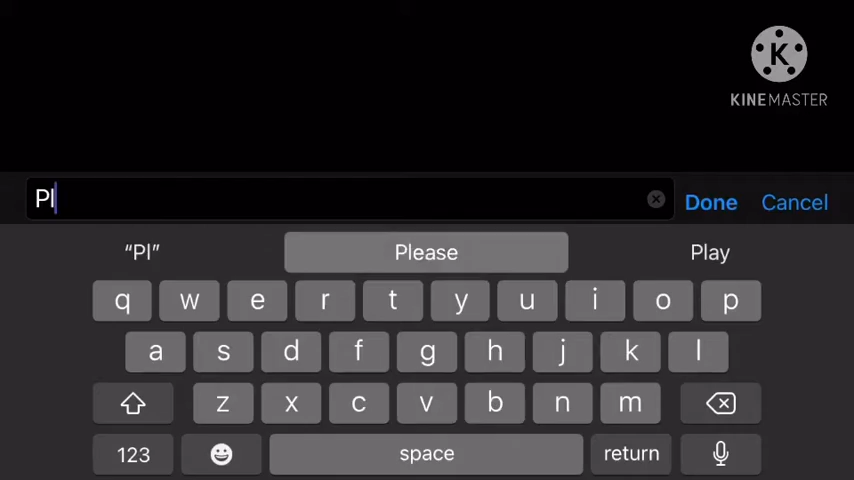 K
KINEMASTER
Pl
Done Cancel
“Pl” Please Play
q w e r t y u i o p
a s d f g h j k l
z x c v b n m
123 space return